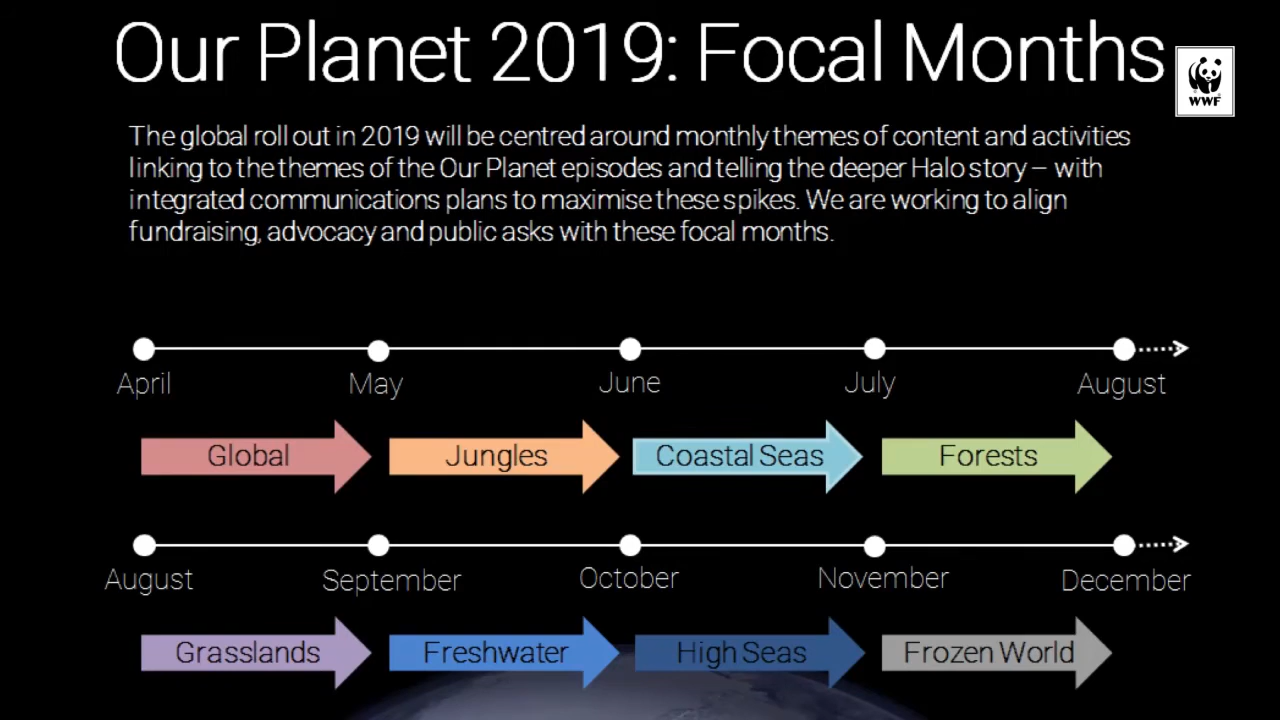 Our Planet 2019: Focal Months
WWF
The global roll out in 2019 will be centred around monthly themes of content and activities
linking to the themes of the Our Planet episodes and telling the deeper Halo story – with
integrated communications plans to maximise these spikes. We are working to align
fundraising, advocacy and public asks with these focal months.
April May June July August
Global Jungles Coastal Seas Forests
August September October November December
Grasslands Freshwater High Seas Frozen World